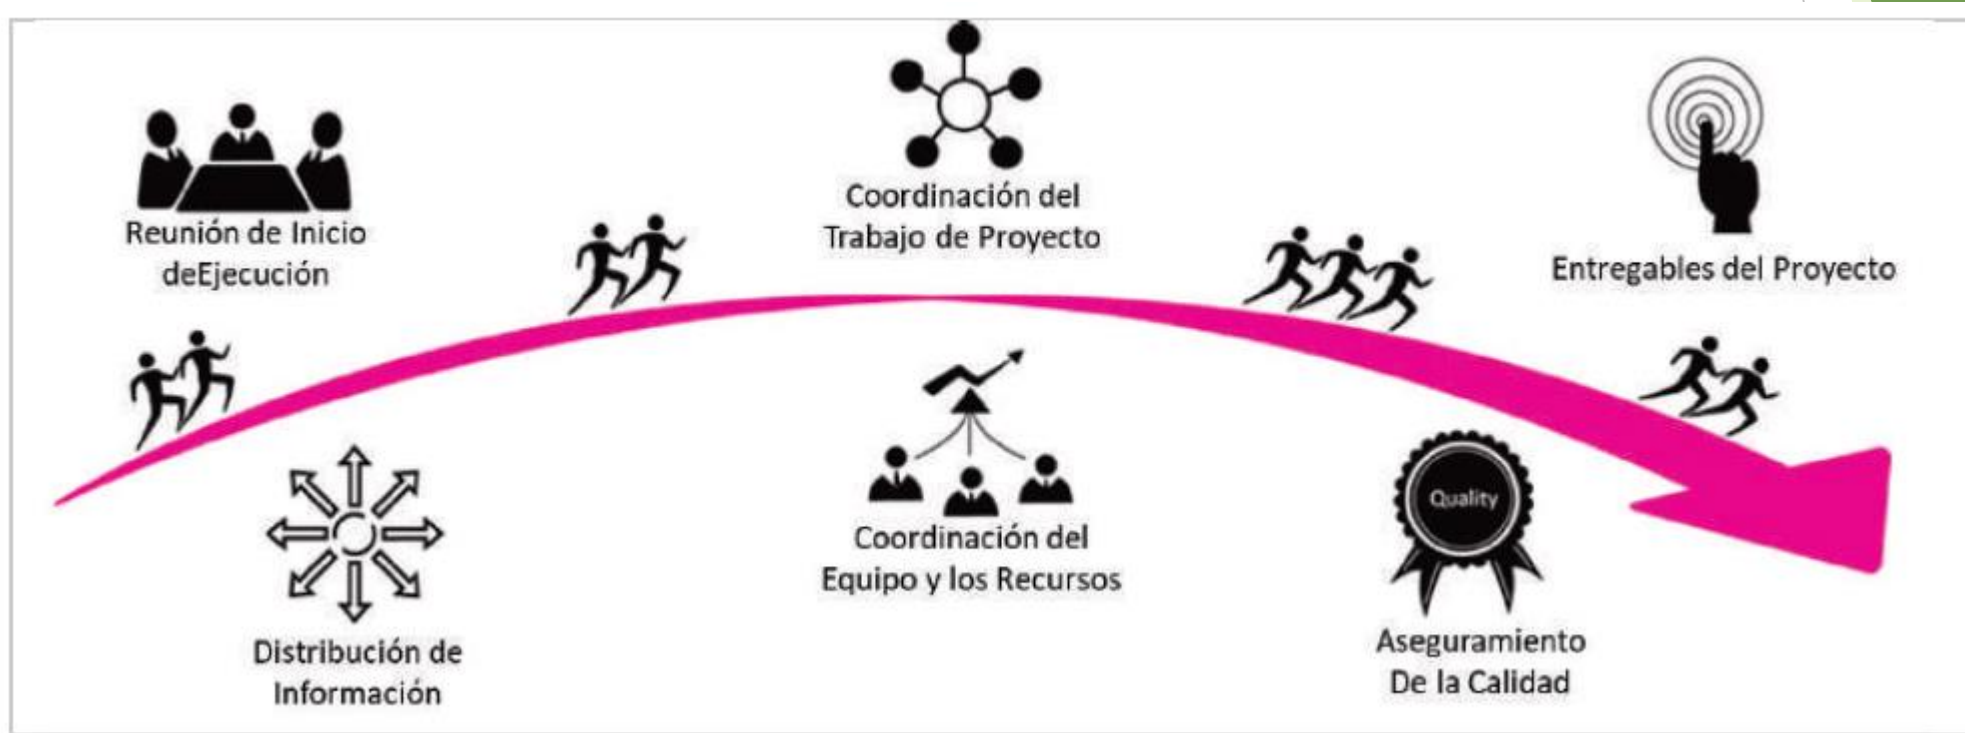 Reunión de Inicio
deEjecución
Distribución de
Información
Coordinación del
Trabajo de Proyecto
Coordinación del
Equipo y los Recursos
Quality
Aseguramiento
De la Calidad
Entregables del Proyecto